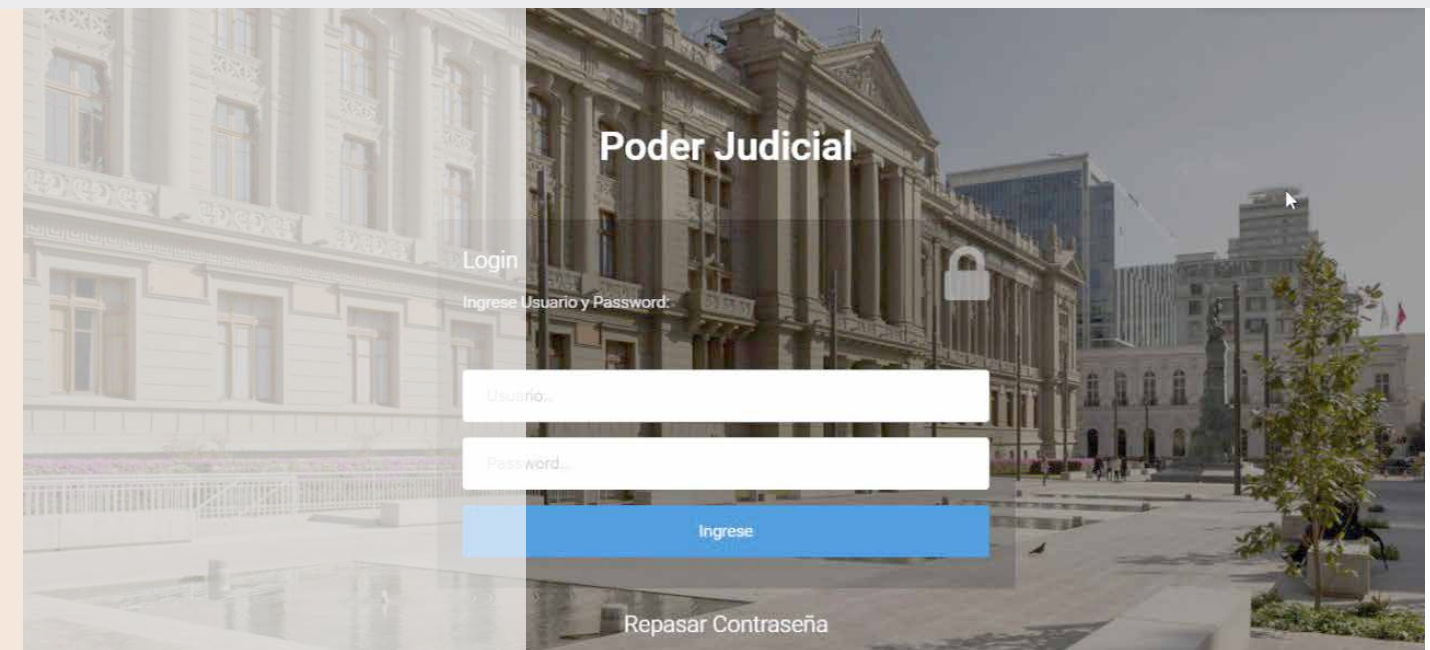 Poder Judicial
Login
Ingrese Usuario y Password:
Usuario...
Password...
Ingrese
Repasar Contraseña